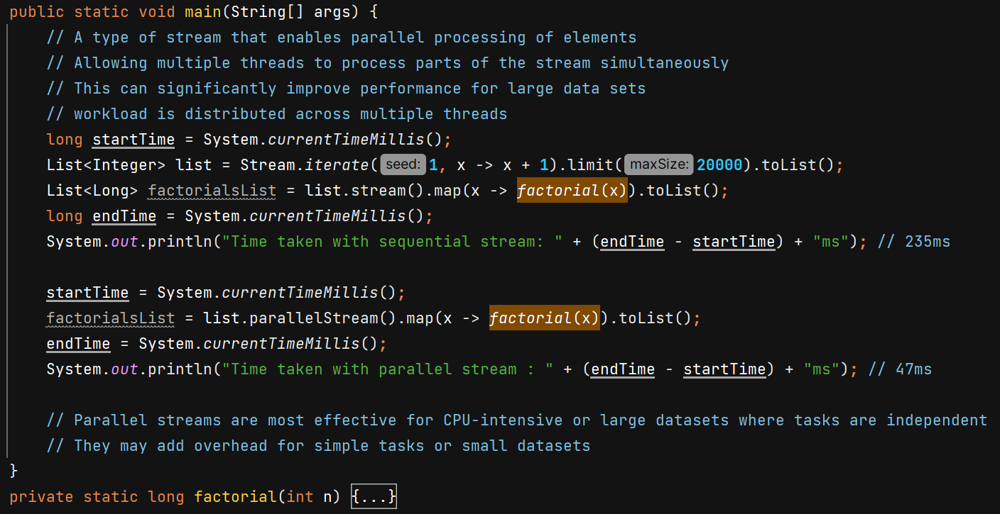 public static void main(String[] args) {
// A type of stream that enables parallel processing of elements
// Allowing multiple threads to process parts of the stream simultaneously
// This can significantly improve performance for large data sets
// workload is distributed across multiple threads
long startTime = System.currentTimeMillis();
List<Integer> list = Stream.iterate( seed: 1, x -> x + 1).limit( maxSize: 20000).toList();
List<Long> factorialsList = list.stream().map(x -> factorial(x)).toList();
long endTime = System.currentTimeMillis();
System.out.println("Time taken with sequential stream: " + (endTime - startTime) + "ms"); // 235ms
startTime = System.currentTimeMillis();
factorialsList = list.parallelStream().map(x -> factorial(x)).toList();
endTime = System.currentTimeMillis();
System.out.println("Time taken with parallel stream : " + (endTime - startTime) + "ms"); // 47ms
// Parallel streams are most effective for CPU-intensive or large datasets where tasks are independent
// They may add overhead for simple tasks or small datasets
}
private static long factorial(int n) {...}